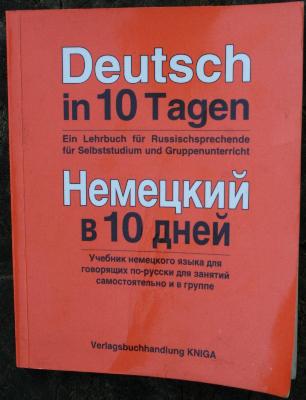 Deutsch
in 10 Tagen
Ein Lehrbuch für Russischsprechende
für Selbststudium und Gruppenunterricht
Немецкий
в 10 дней
Учебник немецкого языка для
говорящих по-русски для занятий
самостоятельно и в группе
Verlagsbuchhandlung KNIGA